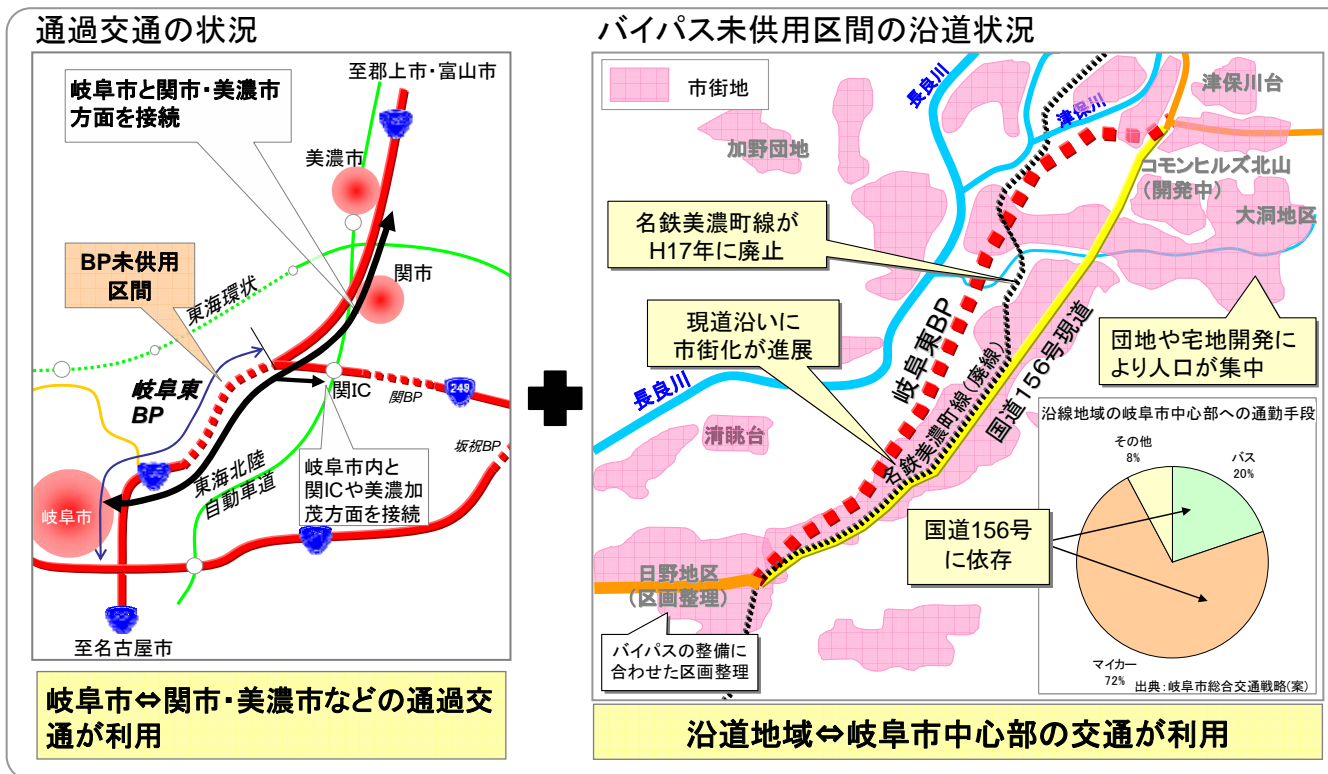 通過交通の状況
至郡上市・富山市
岐阜市と関市・美濃市
方面を接続
美濃市
BP未供用
区間
関市
東海環状
岐阜東
BP
関IC
関BP
248
坂祝BP
東海北陸
自動車道
岐阜市内と
関ICや美濃加
茂方面を接続
岐阜市
至名古屋市
岐阜市⇔関市・美濃市などの通過交
通が利用
バイパス未供用区間の沿道状況
市街地
長良川
津保川
津保川台
加野団地
コモンヒルズ北山
(開発中)
大洞地区
名鉄美濃町線が
H17年に廃止
現道沿いに
市街化が進展
団地や宅地開発に
より人口が集中
岐阜東BP
国道156号現道
名鉄美濃町線(廃線)
長良川
清眺台
国道156号
に依存
日野地区
(区画整理)
バイパスの整備に
合わせた区画整理
沿線地域の岐阜市中心部への通勤手段
その他
8%
バス
20%
マイカー
72%
出典:岐阜市総合交通戦略(案)
沿道地域⇔岐阜市中心部の交通が利用